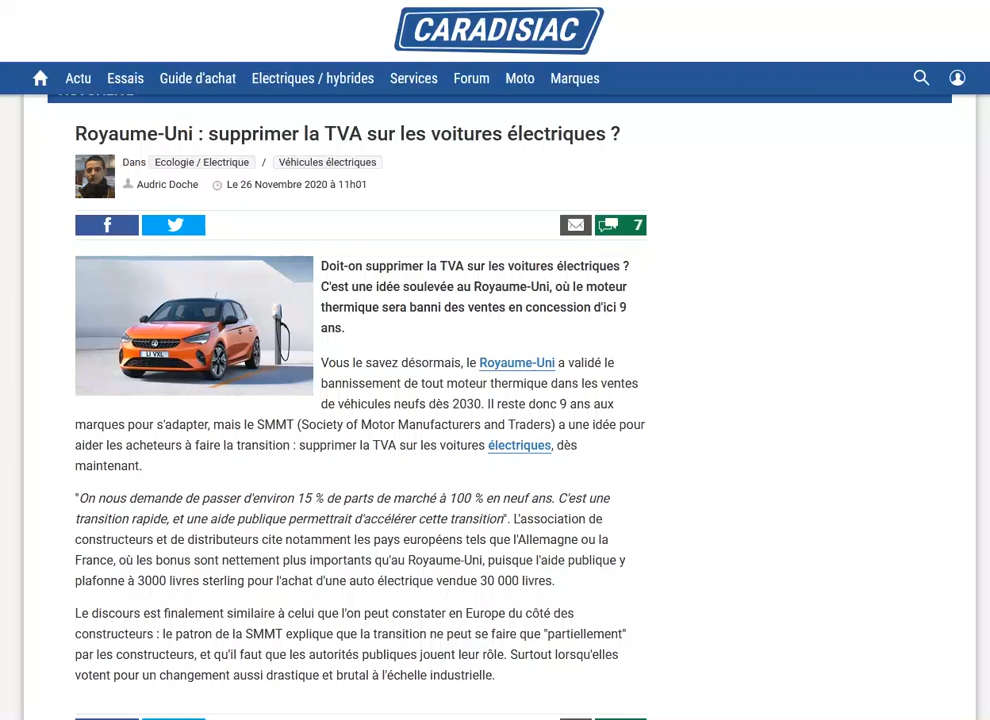 CARADISIAC
Actu Essais Guide d'achat Electriques / hybrides Services Forum Moto Marques
Royaume-Uni : supprimer la TVA sur les voitures électriques ?
Dans Ecologie / Electrique / Véhicules électriques
Audric Doche Le 26 Novembre 2020 à 11h01
7
Doit-on supprimer la TVA sur les voitures électriques ?
C'est une idée soulevée au Royaume-Uni, où le moteur
thermique sera banni des ventes en concession d'ici 9
ans.
Vous le savez désormais, le Royaume-Uni a validé le
bannissement de tout moteur thermique dans les ventes
de véhicules neufs dès 2030. Il reste donc 9 ans aux
marques pour s'adapter, mais le SMMT (Society of Motor Manufacturers and Traders) a une idée pour
aider les acheteurs à faire la transition : supprimer la TVA sur les voitures électriques, dès
maintenant.
"On nous demande de passer d'environ 15 % de parts de marché à 100 % en neuf ans. C'est une
transition rapide, et une aide publique permettrait d'accélérer cette transition". L'association de
constructeurs et de distributeurs cite notamment les pays européens tels que l'Allemagne ou la
France, où les bonus sont nettement plus importants qu'au Royaume-Uni, puisque l'aide publique y
plafonne à 3000 livres sterling pour l'achat d'une auto électrique vendue 30 000 livres.
Le discours est finalement similaire à celui que l'on peut constater en Europe du côté des
constructeurs : le patron de la SMMT explique que la transition ne peut se faire que "partiellement"
par les constructeurs, et qu'il faut que les autorités publiques jouent leur rôle. Surtout lorsqu'elles
votent pour un changement aussi drastique et brutal à l'échelle industrielle.